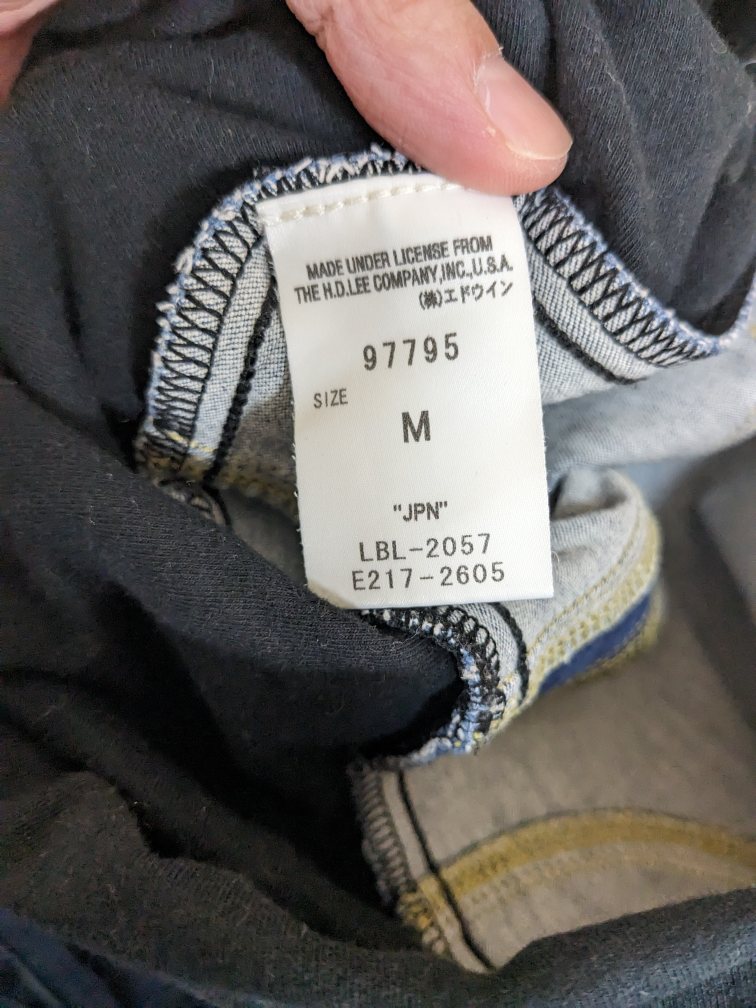 MADE UNDER LICENSE FROM
THE H.D.LEE COMPANY,INC.,U.S.A.
(株)エドウイン
97795
SIZE
M
"JPN"
LBL-2057
E217-2605